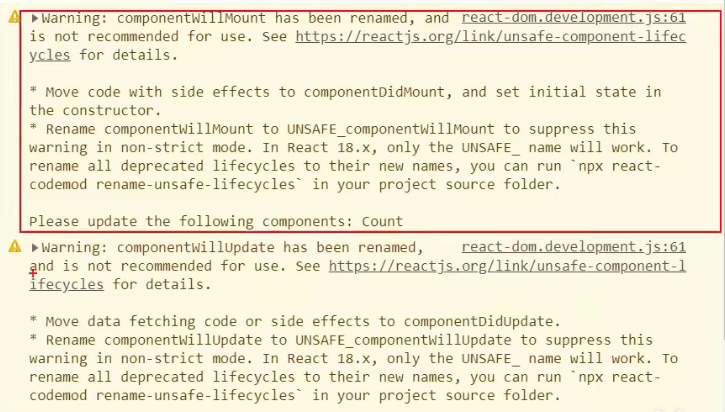 Warning: componentWillMount has been renamed, and react-dom.development.js:61
is not recommended for use. See https://reactjs.org/link/unsafe-component-lifec
ycles for details.
* Move code with side effects to componentDidMount, and set initial state in
the constructor.
* Rename componentWillMount to UNSAFE_componentWillMount to suppress this
warning in non-strict mode. In React 18.x, only the UNSAFE_ name will work. To
rename all deprecated lifecycles to their new names, you can run `npx react-
codemod rename-unsafe-lifecycles` in your project source folder.
Please update the following components: Count
Warning: componentWillUpdate has been renamed, react-dom.development.js:61
and is not recommended for use. See https://reactjs.org/link/unsafe-component-l
ifecycles for details.
* Move data fetching code or side effects to componentDidUpdate.
* Rename componentWillUpdate to UNSAFE_componentWillUpdate to suppress this
warning in non-strict mode. In React 18.x, only the UNSAFE_ name will work. To
rename all deprecated lifecycles to their new names, you can run `npx react-
codemod rename-unsafe-lifecycles` in your project source folder.